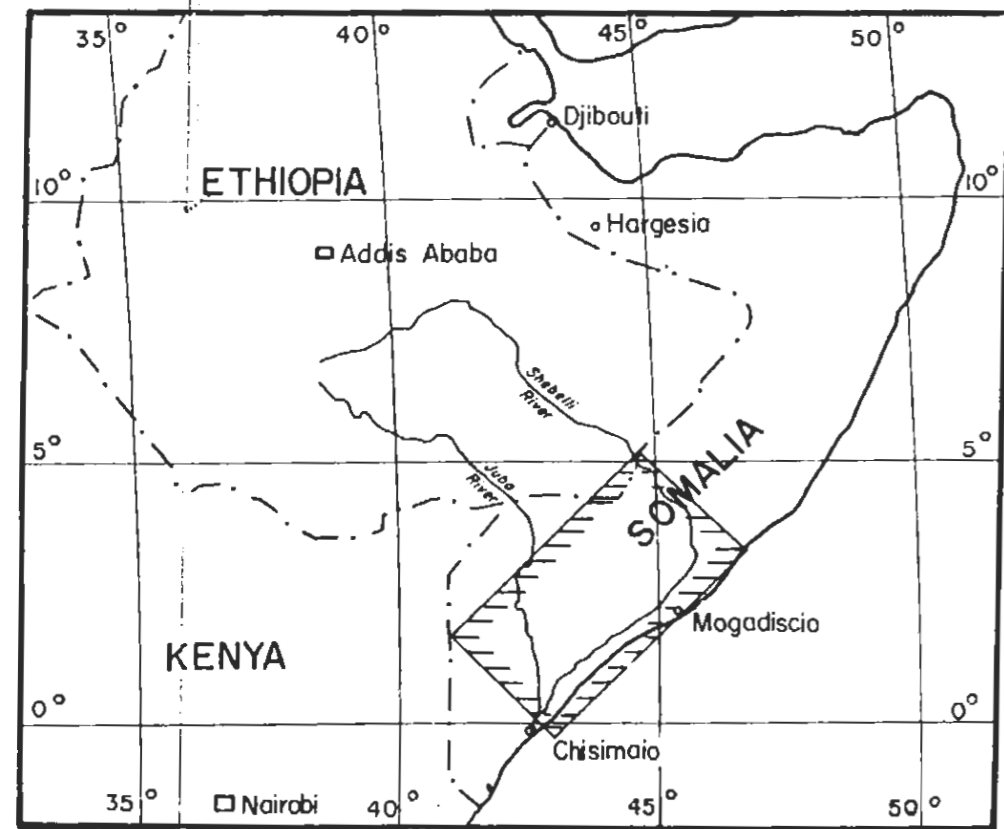 35° 40° 45° 50°
Djibouti
10° ETHIOPIA 10°
Hargesia
Addis Ababa
Shebelli
River
5° 5°
Juba
River
SOMALIA
Mogadiscio
KENYA
0° 0°
Chisimaio
35° Nairobi 40° 45° 50°